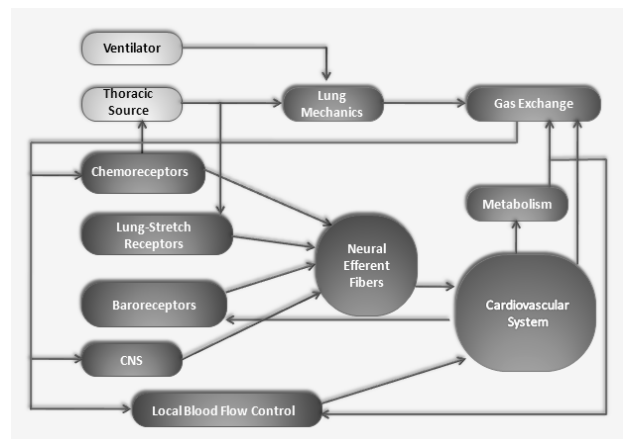 Ventilator
Thoracic
Source
Lung
Mechanics
Gas Exchange
Chemoreceptors
Metabolism
Lung-Stretch
Receptors
Neural
Efferent
Fibers
Baroreceptors
Cardiovascular
System
CNS
Local Blood Flow Control